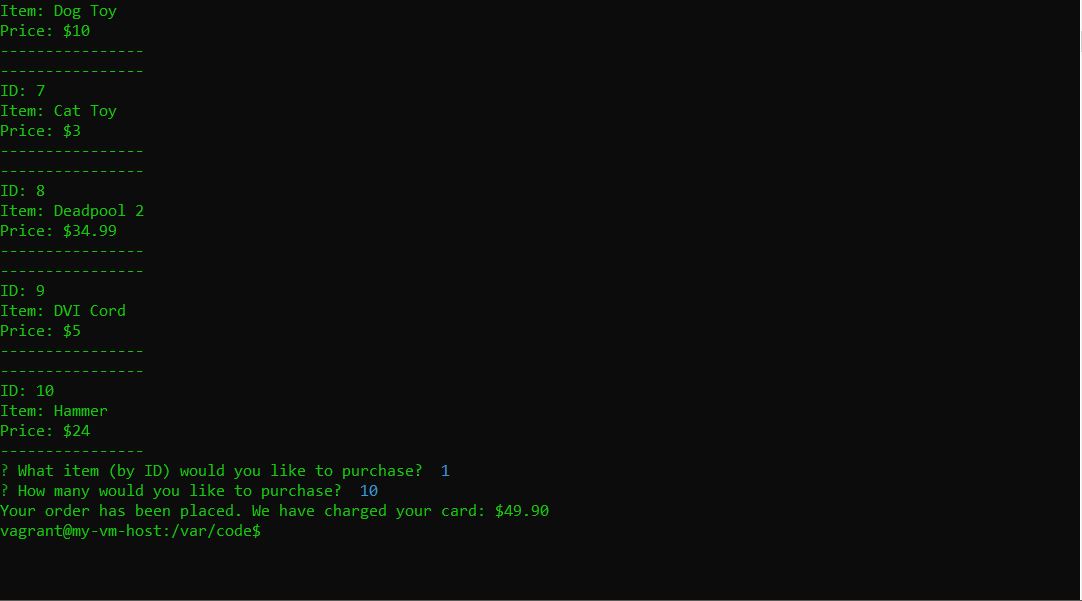 Item: Dog Toy
Price: $10
----------------
----------------
ID: 7
Item: Cat Toy
Price: $3
----------------
----------------
ID: 8
Item: Deadpool 2
Price: $34.99
----------------
----------------
ID: 9
Item: DVI Cord
Price: $5
----------------
----------------
ID: 10
Item: Hammer
Price: $24
----------------
? What item (by ID) would you like to purchase?  1
? How many would you like to purchase?  10
Your order has been placed. We have charged your card: $49.90
vagrant@my-vm-host:/var/code$